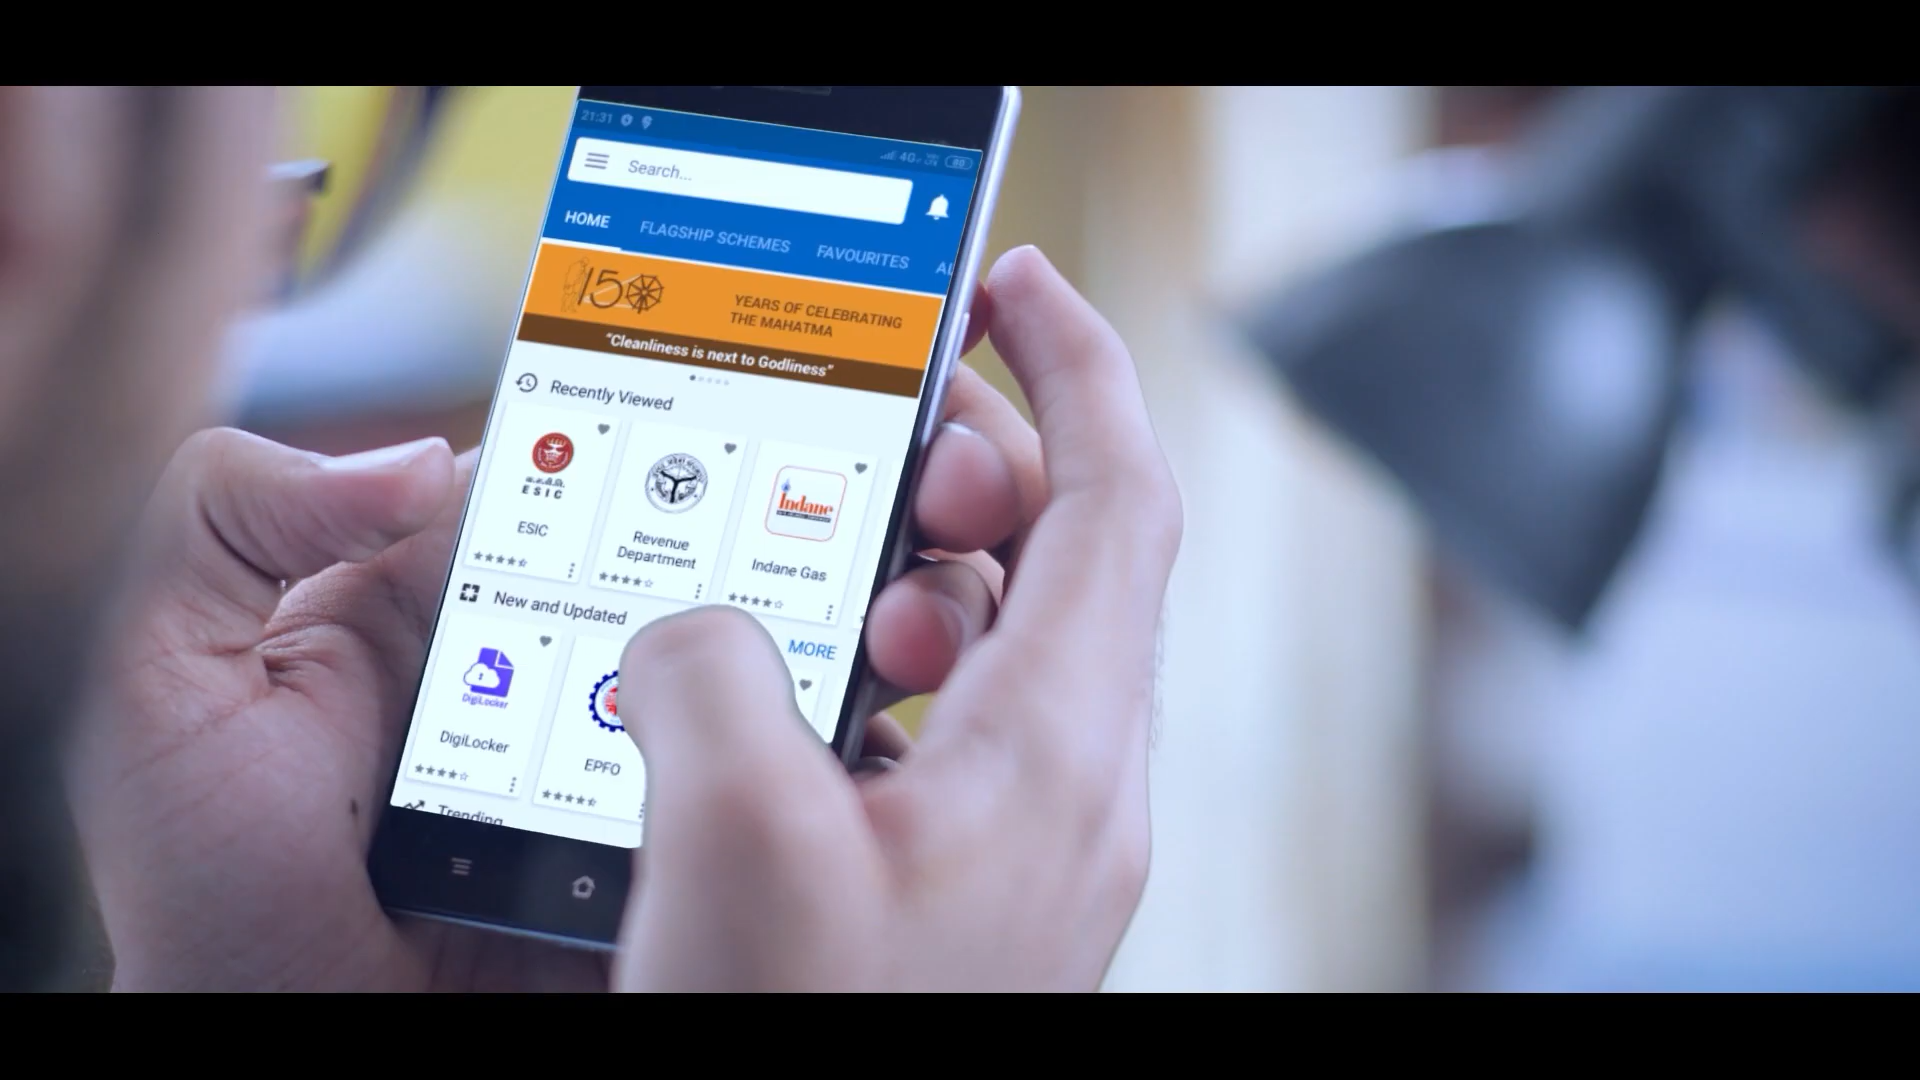 21:31
4G
80
Search...
HOME
FLAGSHIP SCHEMES
FAVOURITES
150
YEARS OF CELEBRATING
THE MAHATMA
“Cleanliness is next to Godliness”
Recently Viewed
ESIC
Indane
ESIC
Revenue
Department
Indane Gas
New and Updated
MORE
DigiLocker
DigiLocker
EPFO
Trending